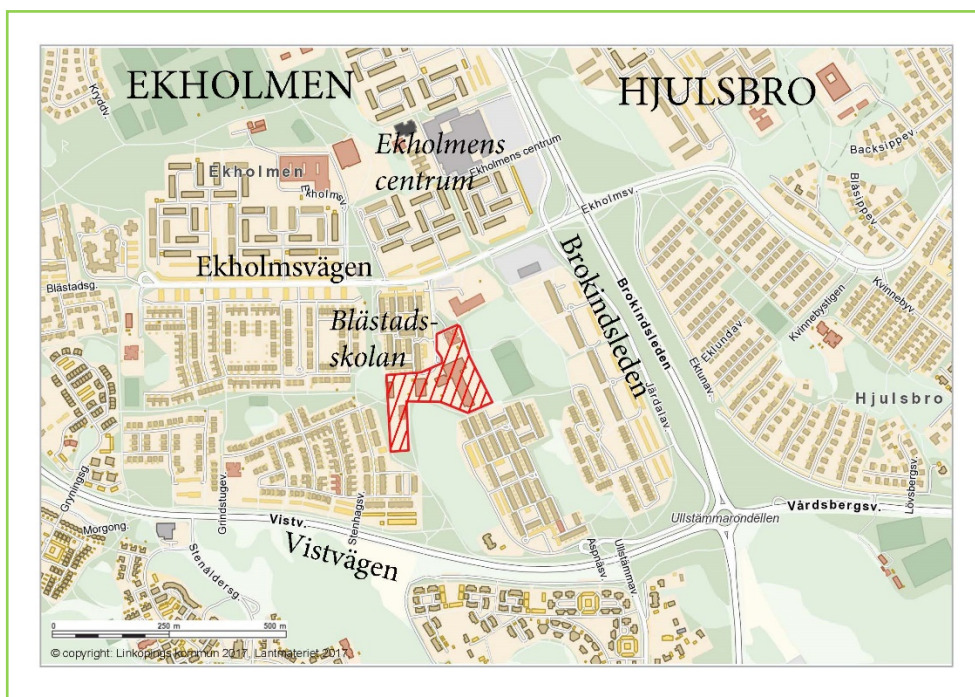 EKHOLMEN
HJULSBRO
Kryddv.
Ekholmens
centrum
Ekholmens centrum
Backsippev.
Blåsippev.
Ekholmen
Ekholmsv.
Ekholmsv.
Ekholmsvägen
Blästadsg.
Brokindsleden
Brokindsleden
Kvinnebyv.
Kvinnebystigen
Blästads-
skolan
Eklundav.
Ektunav.
Järdalav.
Hjulsbro
Gryningsg.
Grindstugev.
Stenhagsv.
Lövsbergsv.
Vårdsbergsv.
Ullstämmarondellen
Vistv.
Morgong.
Vistvägen
Stenåldersg.
Aspnäsv.
Ullstämmav.
0 250 m 500 m
© copyright: Linköpings kommun 2017, Lantmäteriet 2017